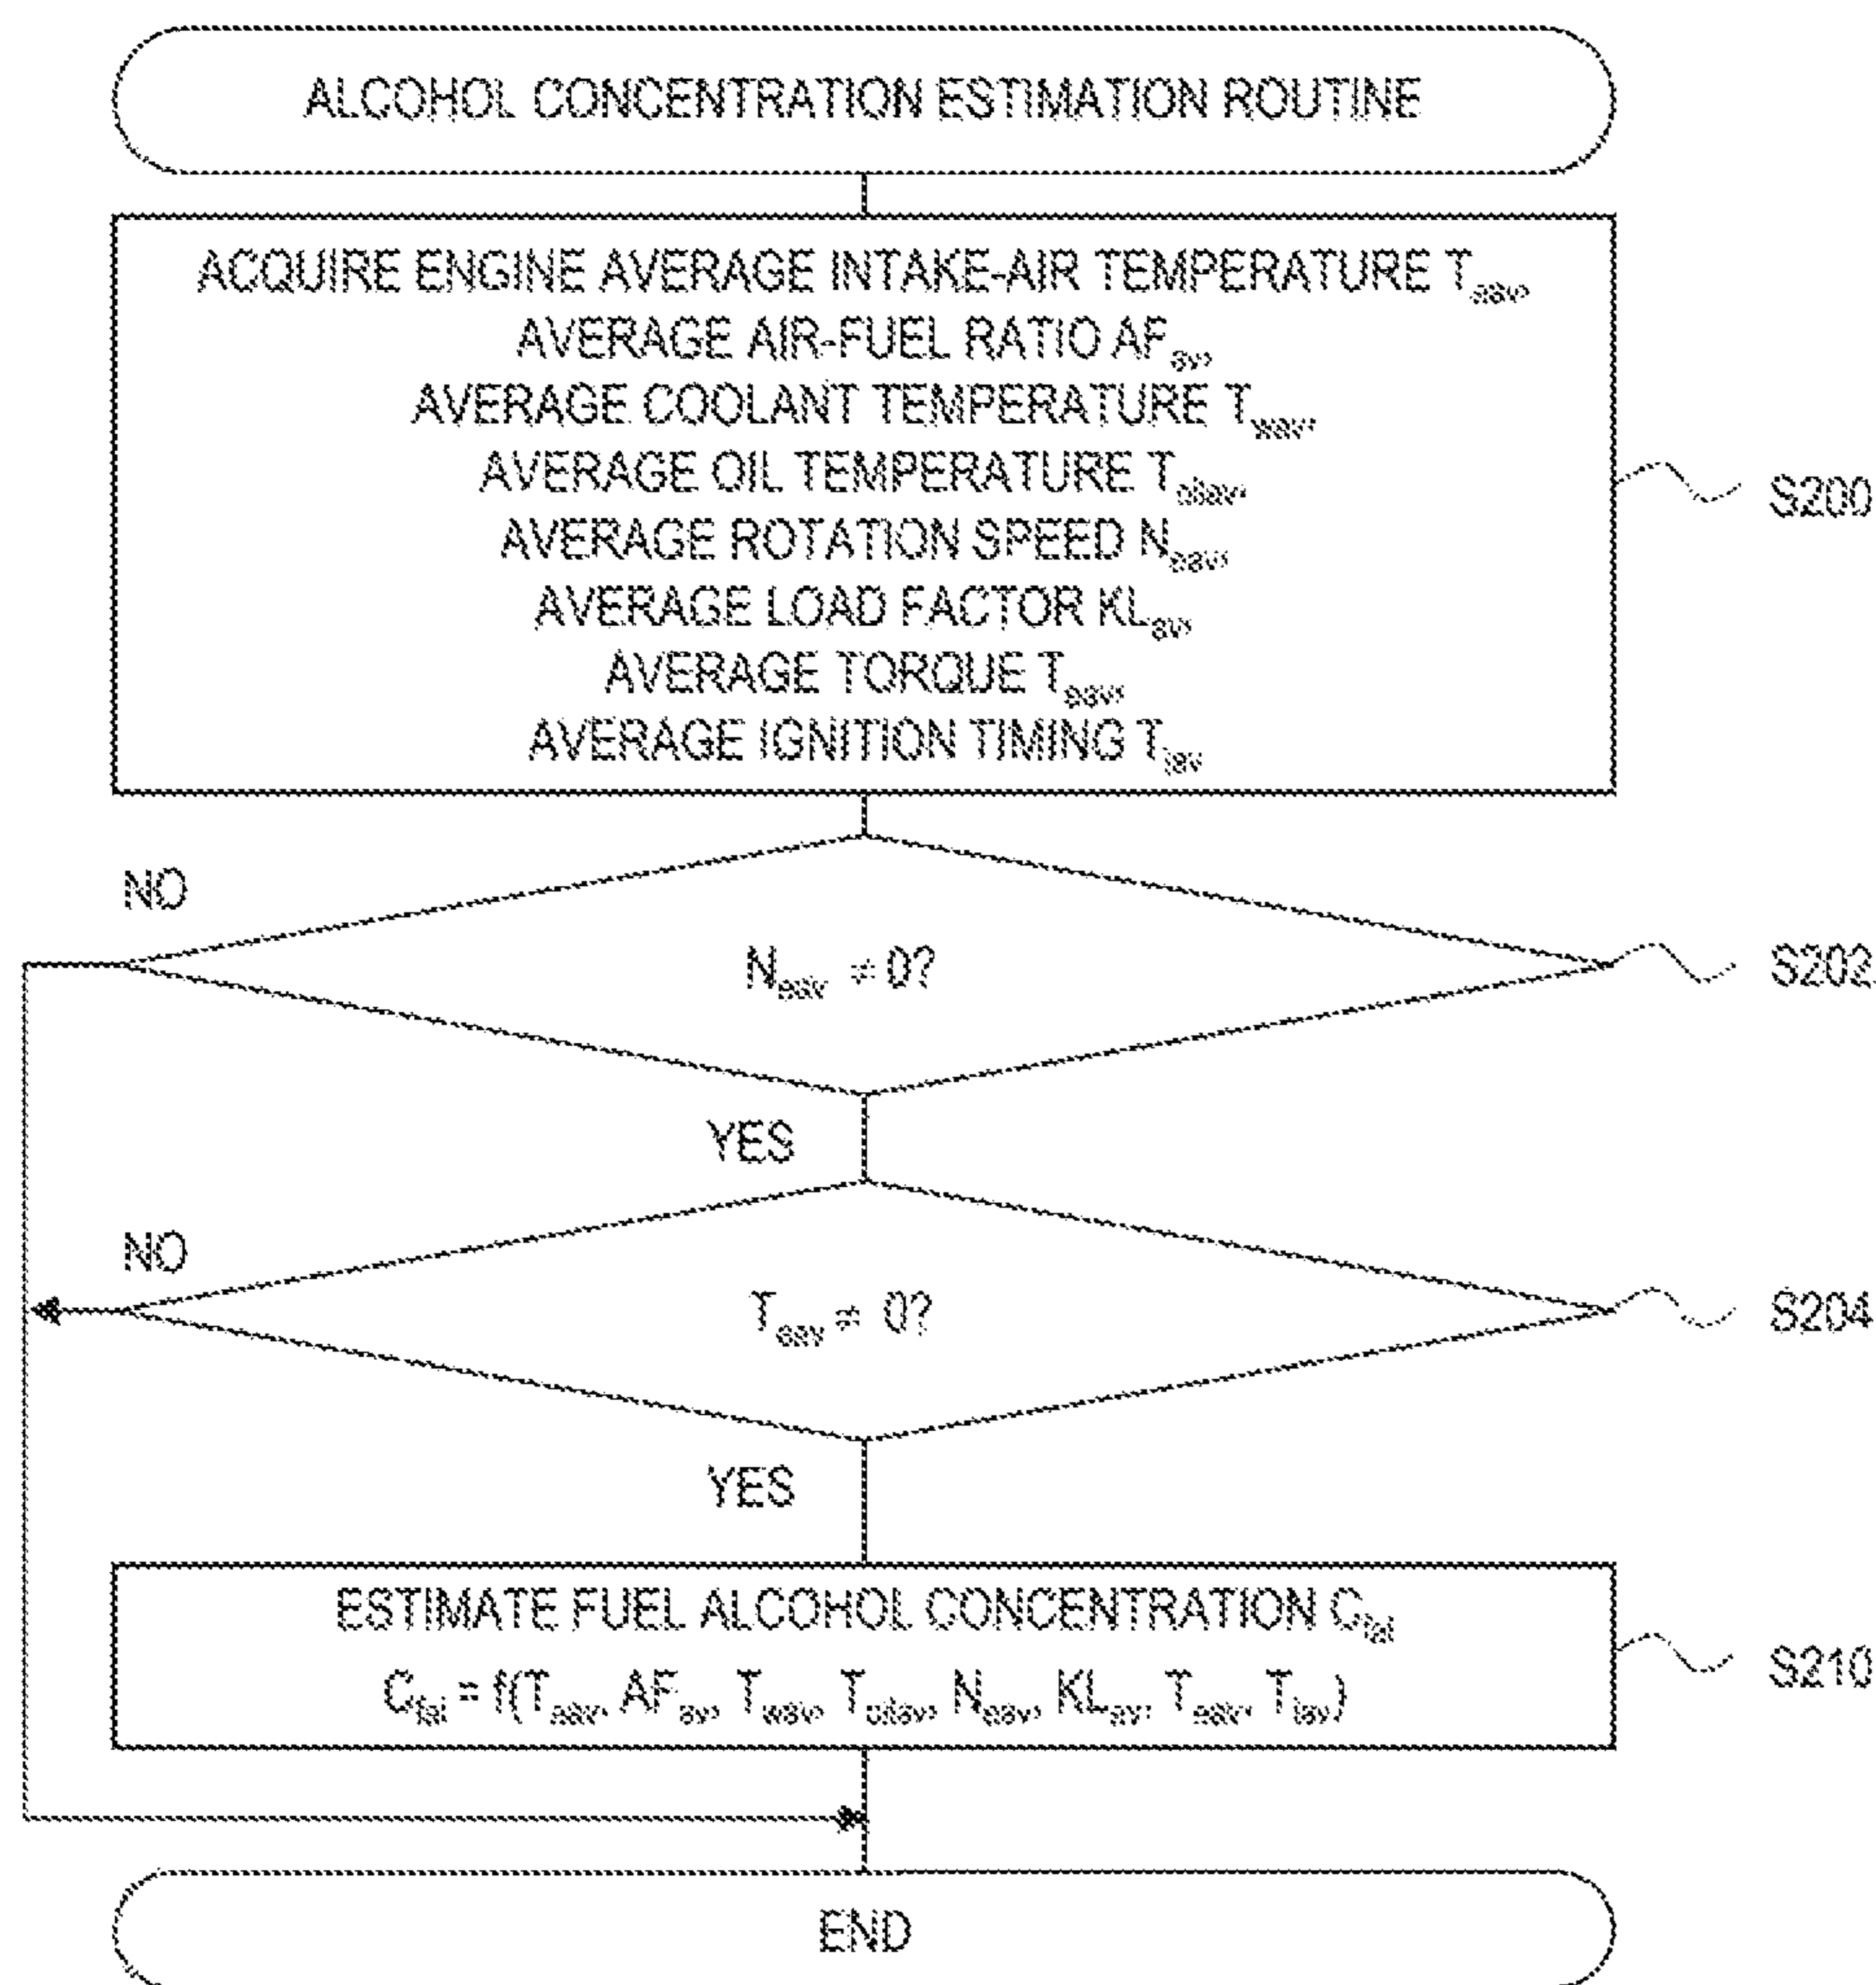 ALCOHOL CONCENTRATION ESTIMATION ROUTINE
ACQUIRE ENGINE AVERAGE INTAKE-AIR TEMPERATURE Taav,
AVERAGE AIR-FUEL RATIO AFav,
AVERAGE COOLANT TEMPERATURE Twav,
AVERAGE OIL TEMPERATURE Toilav,
AVERAGE ROTATION SPEED Neav,
AVERAGE LOAD FACTOR KLav,
AVERAGE TORQUE Teav,
AVERAGE IGNITION TIMING Tiav
S200
NO
Neav ≠ 0?
S202
YES
NO
Teav ≠ 0?
S204
YES
ESTIMATE FUEL ALCOHOL CONCENTRATION Cfal
Cfal = f(Taav, AFav, Twav, Toilav, Neav, KLav, Teav, Tiav)
S210
END